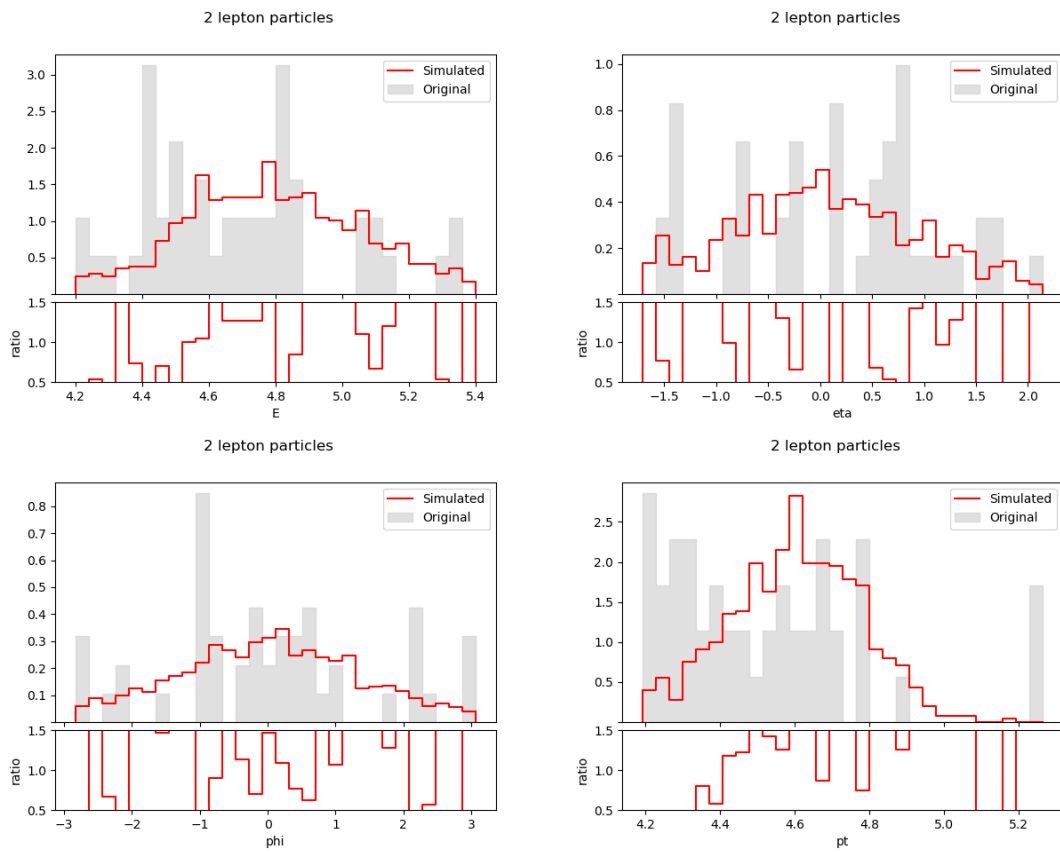 2 lepton particles
3.0
2.5
2.0
1.5
1.0
0.5
Simulated
Original
1.5
1.0
0.5
ratio
4.2 4.4 4.6 4.8 5.0 5.2 5.4
E
2 lepton particles
1.0
0.8
0.6
0.4
0.2
Simulated
Original
1.5
1.0
0.5
ratio
−1.5 −1.0 −0.5 0.0 0.5 1.0 1.5 2.0
eta
2 lepton particles
0.8
0.7
0.6
0.5
0.4
0.3
0.2
0.1
Simulated
Original
1.5
1.0
0.5
ratio
−3 −2 −1 0 1 2 3
phi
2 lepton particles
2.5
2.0
1.5
1.0
0.5
Simulated
Original
1.5
1.0
0.5
ratio
4.2 4.4 4.6 4.8 5.0 5.2
pt